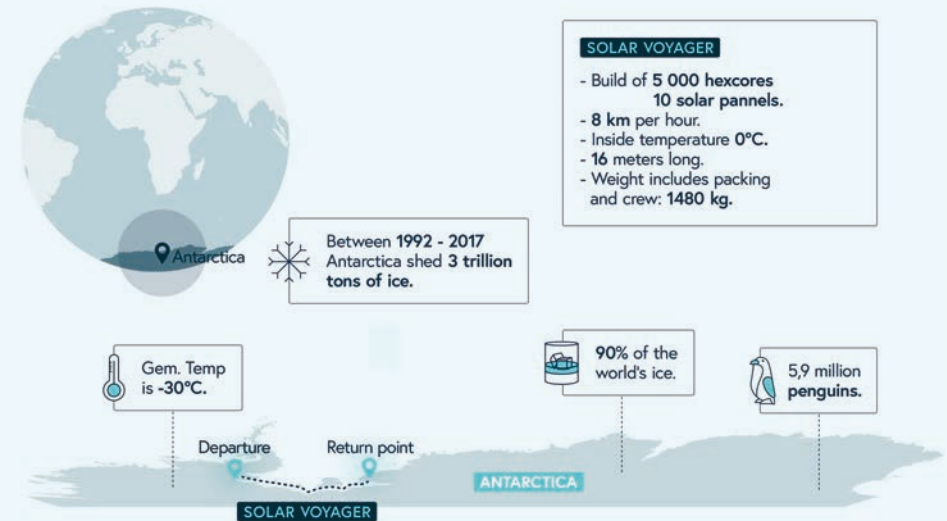 SOLAR VOYAGER
- Build of 5 000 hexcores
10 solar pannels.
- 8 km per hour.
- Inside temperature 0°C.
- 16 meters long.
- Weight includes packing
and crew: 1480 kg.
Antarctica
Between 1992 - 2017
Antarctica shed 3 trillion
tons of ice.
Gem. Temp
is -30°C.
90% of the
world's ice.
5,9 million
penguins.
Departure
Return point
ANTARCTICA
SOLAR VOYAGER